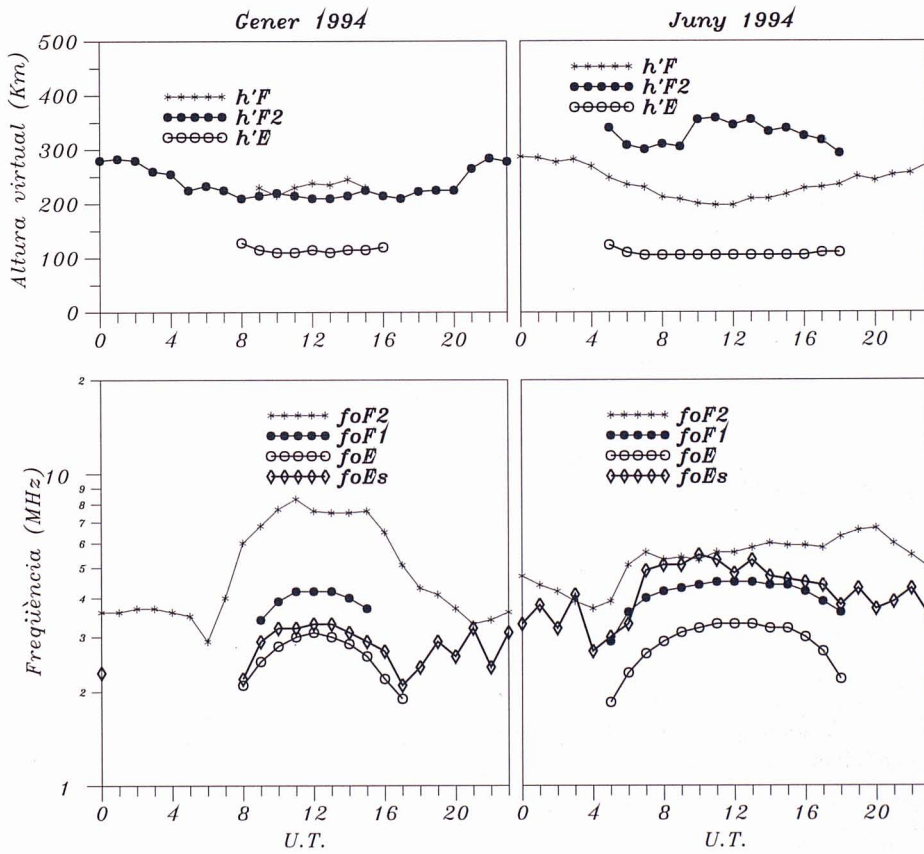 Gener 1994
Juny 1994
Altura virtual (Km)
500
400
300
200
100
0
h'F
h'F2
h'E
h'F
h'F2
h'E
0 4 8 12 16 20
0 4 8 12 16 20
Freqüència (MHz)
2
10
9
8
7
6
5
4
3
2
1
foF2
foF1
foE
foEs
foF2
foF1
foE
foEs
0 4 8 12 16 20
0 4 8 12 16 20
U.T.
U.T.